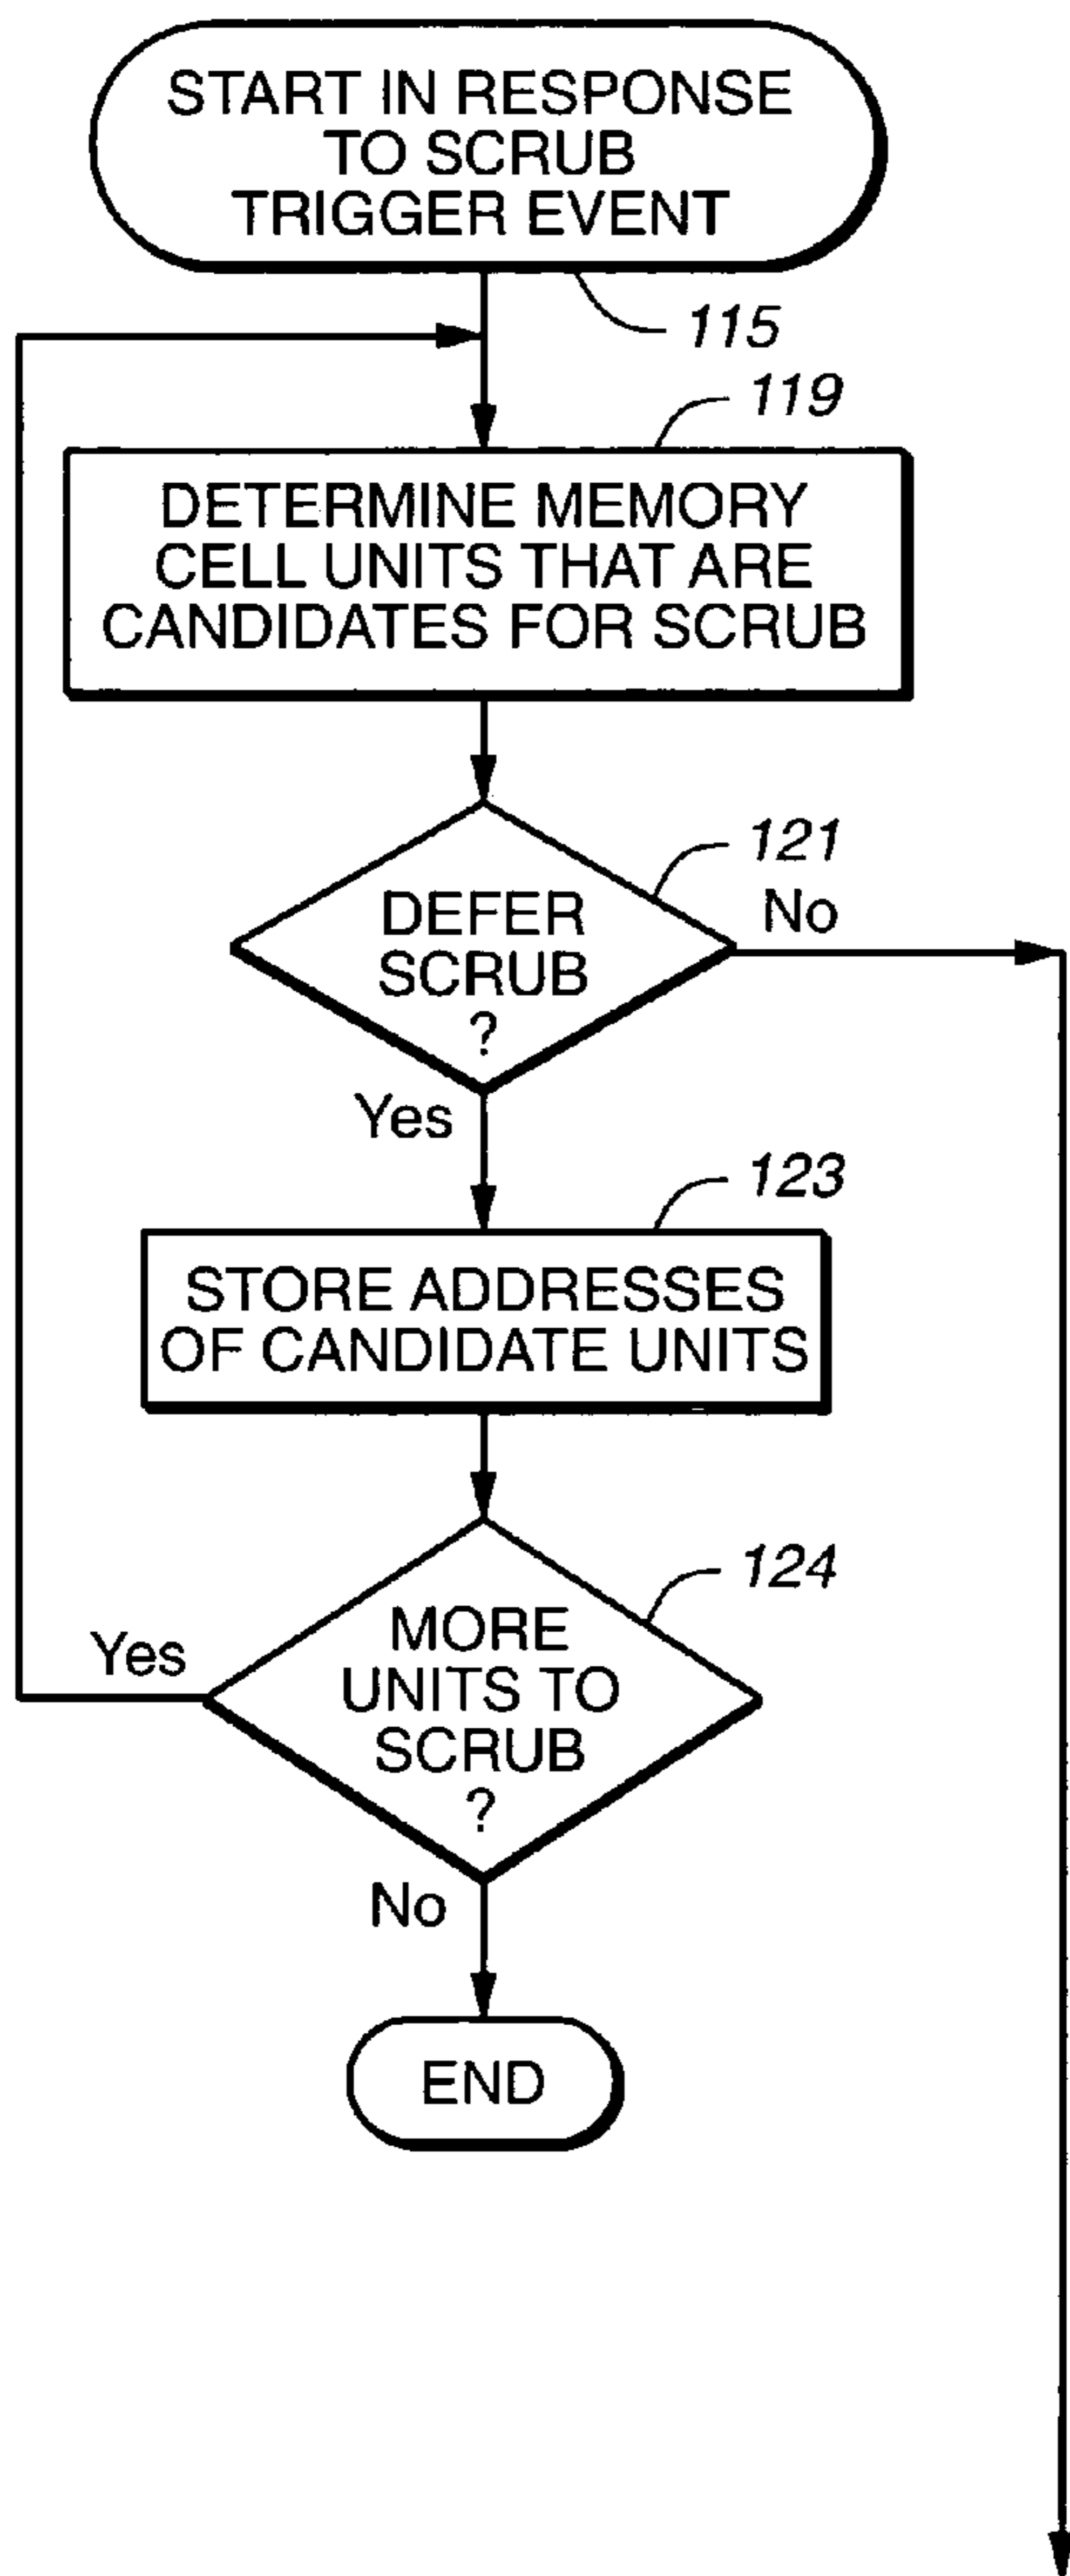 START IN RESPONSE
TO SCRUB
TRIGGER EVENT
115
119
DETERMINE MEMORY
CELL UNITS THAT ARE
CANDIDATES FOR SCRUB
121
No
DEFER
SCRUB
?
Yes
123
STORE ADDRESSES
OF CANDIDATE UNITS
124
MORE
UNITS TO
SCRUB
?
Yes
No
END